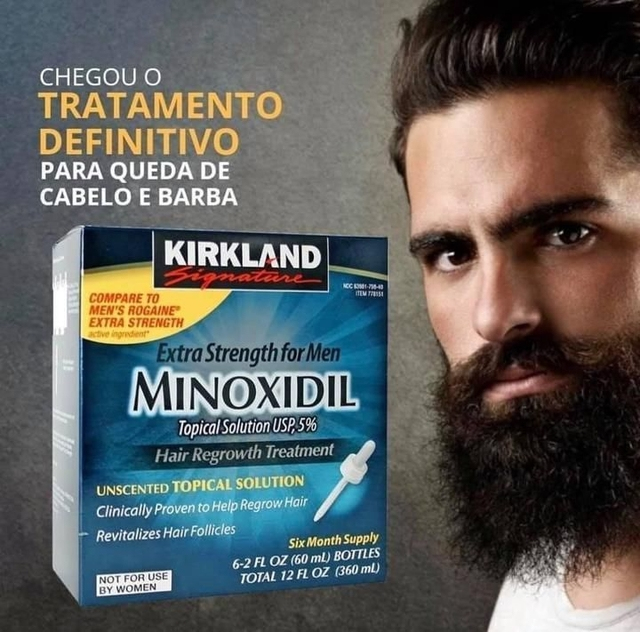 CHEGOU O
TRATAMENTO
DEFINITIVO
PARA QUEDA DE
CABELO E BARBA
KIRKLAND
Signature
COMPARE TO
MEN'S ROGAINE®
EXTRA STRENGTH
active ingredient*
Extra Strength for Men
MINOXIDIL
Topical Solution USP, 5%
Hair Regrowth Treatment
UNSCENTED TOPICAL SOLUTION
Clinically Proven to Help Regrow Hair
Revitalizes Hair Follicles
Six Month Supply
6-2 FL OZ (60 mL) BOTTLES
TOTAL 12 FL OZ (360 mL)
NOT FOR USE
BY WOMEN